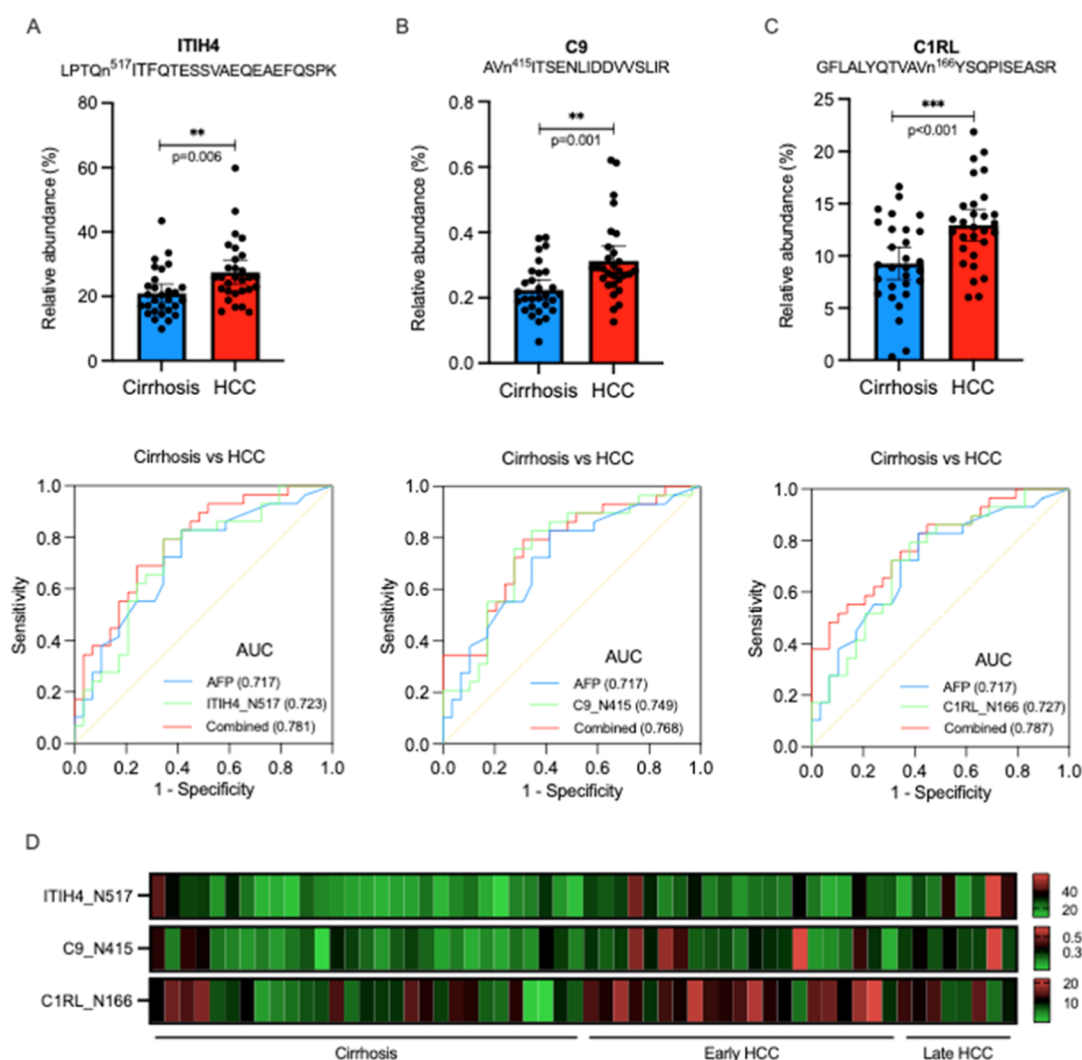 A
ITIH4
LPTQn517ITFQTESSVAEQEAEFQSPK
Relative abundance (%)
80
60
40
20
0
**
p=0.006
Cirrhosis HCC
B
C9
AVn415ITSENLIDDVVSLIR
Relative abundance (%)
0.8
0.6
0.4
0.2
0.0
**
p=0.001
Cirrhosis HCC
C
C1RL
GFLALYQTVAVn166YSQPISEASR
Relative abundance (%)
25
20
15
10
5
0
***
p<0.001
Cirrhosis HCC
Cirrhosis vs HCC
Sensitivity
1.0
0.8
0.6
0.4
0.2
0.0
AUC
AFP (0.717)
ITIH4_N517 (0.723)
Combined (0.781)
0.0 0.2 0.4 0.6 0.8 1.0
1 - Specificity
Cirrhosis vs HCC
Sensitivity
1.0
0.8
0.6
0.4
0.2
0.0
AUC
AFP (0.717)
C9_N415 (0.749)
Combined (0.768)
0.0 0.2 0.4 0.6 0.8 1.0
1 - Specificity
Cirrhosis vs HCC
Sensitivity
1.0
0.8
0.6
0.4
0.2
0.0
AUC
AFP (0.717)
C1RL_N166 (0.727)
Combined (0.787)
0.0 0.2 0.4 0.6 0.8 1.0
1 - Specificity
D
ITIH4_N517
40
20
C9_N415
0.5
0.3
C1RL_N166
20
10
Cirrhosis Early HCC Late HCC